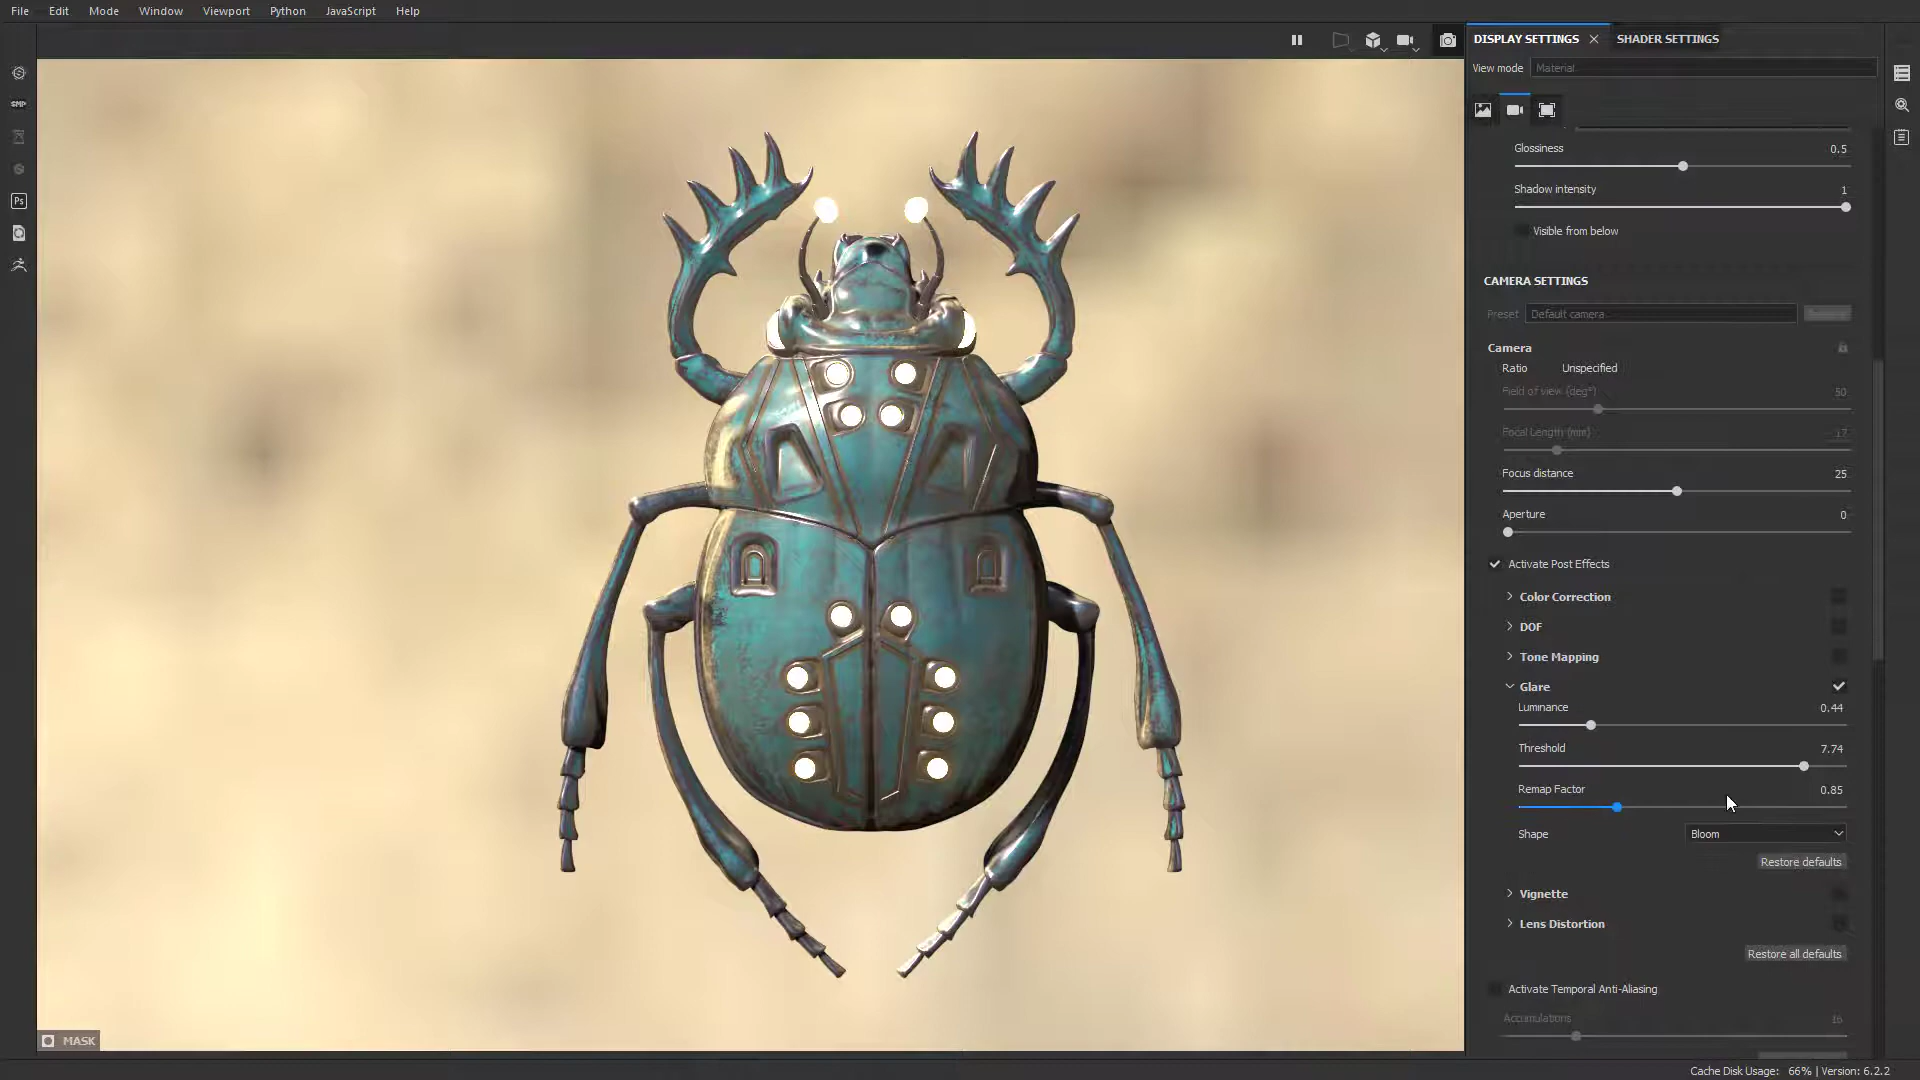 File Edit Mode Window Viewport Python JavaScript Help
DISPLAY SETTINGS SHADER SETTINGS
View mode Material
SMP
Ps
Glossiness 0.5
Shadow intensity 1
Visible from below
CAMERA SETTINGS
Preset Default camera
Camera
Ratio Unspecified
Field of view (deg°) 50
Focal Length (mm)
Focus distance 25
Aperture 0
Activate Post Effects
Color Correction
DOF
Tone Mapping
Glare
Luminance 0.44
Threshold 7.74
Remap Factor 0.85
Shape Bloom
Restore defaults
Vignette
Lens Distortion
Restore all defaults
Activate Temporal Anti-Aliasing
Accumulations 16
MASK
Cache Disk Usage: 66% | Version: 6.2.2